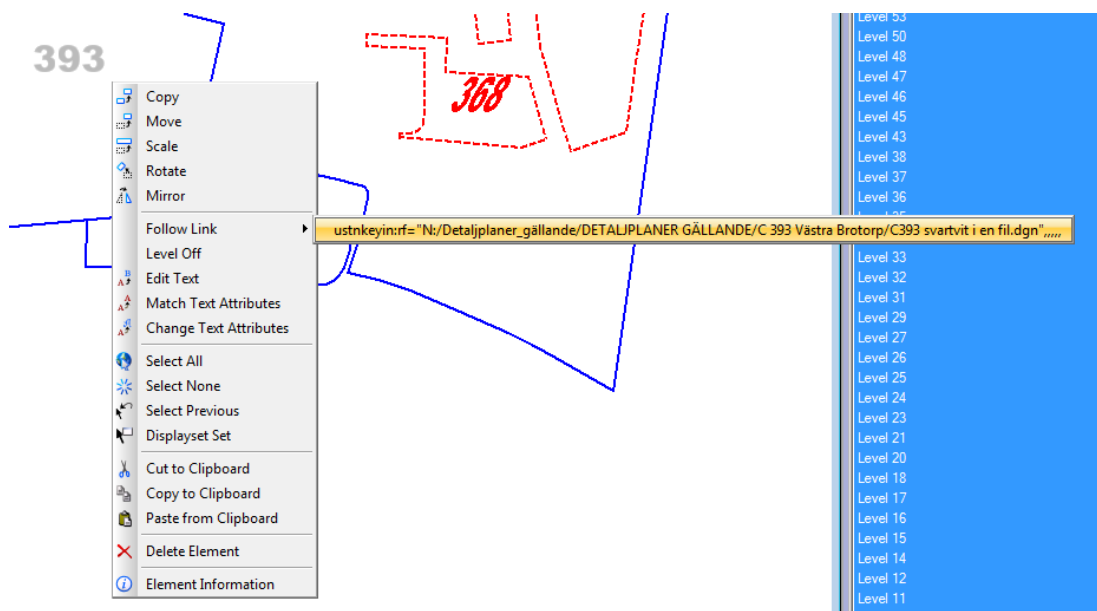 393
368
Copy
Move
Scale
Rotate
Mirror
Follow Link
ustnkeyin:rf="N:/Detaljplaner_gällande/DETALJPLANER GÄLLANDE/C 393 Västra Brotorp/C393 svartvit i en fil.dgn",,,,,
Level Off
Edit Text
Match Text Attributes
Change Text Attributes
Select All
Select None
Select Previous
Displayset Set
Cut to Clipboard
Copy to Clipboard
Paste from Clipboard
Delete Element
Element Information
Level 53
Level 50
Level 48
Level 47
Level 46
Level 45
Level 43
Level 38
Level 37
Level 36
Level 33
Level 32
Level 31
Level 29
Level 27
Level 26
Level 25
Level 24
Level 23
Level 21
Level 20
Level 18
Level 17
Level 16
Level 15
Level 14
Level 12
Level 11